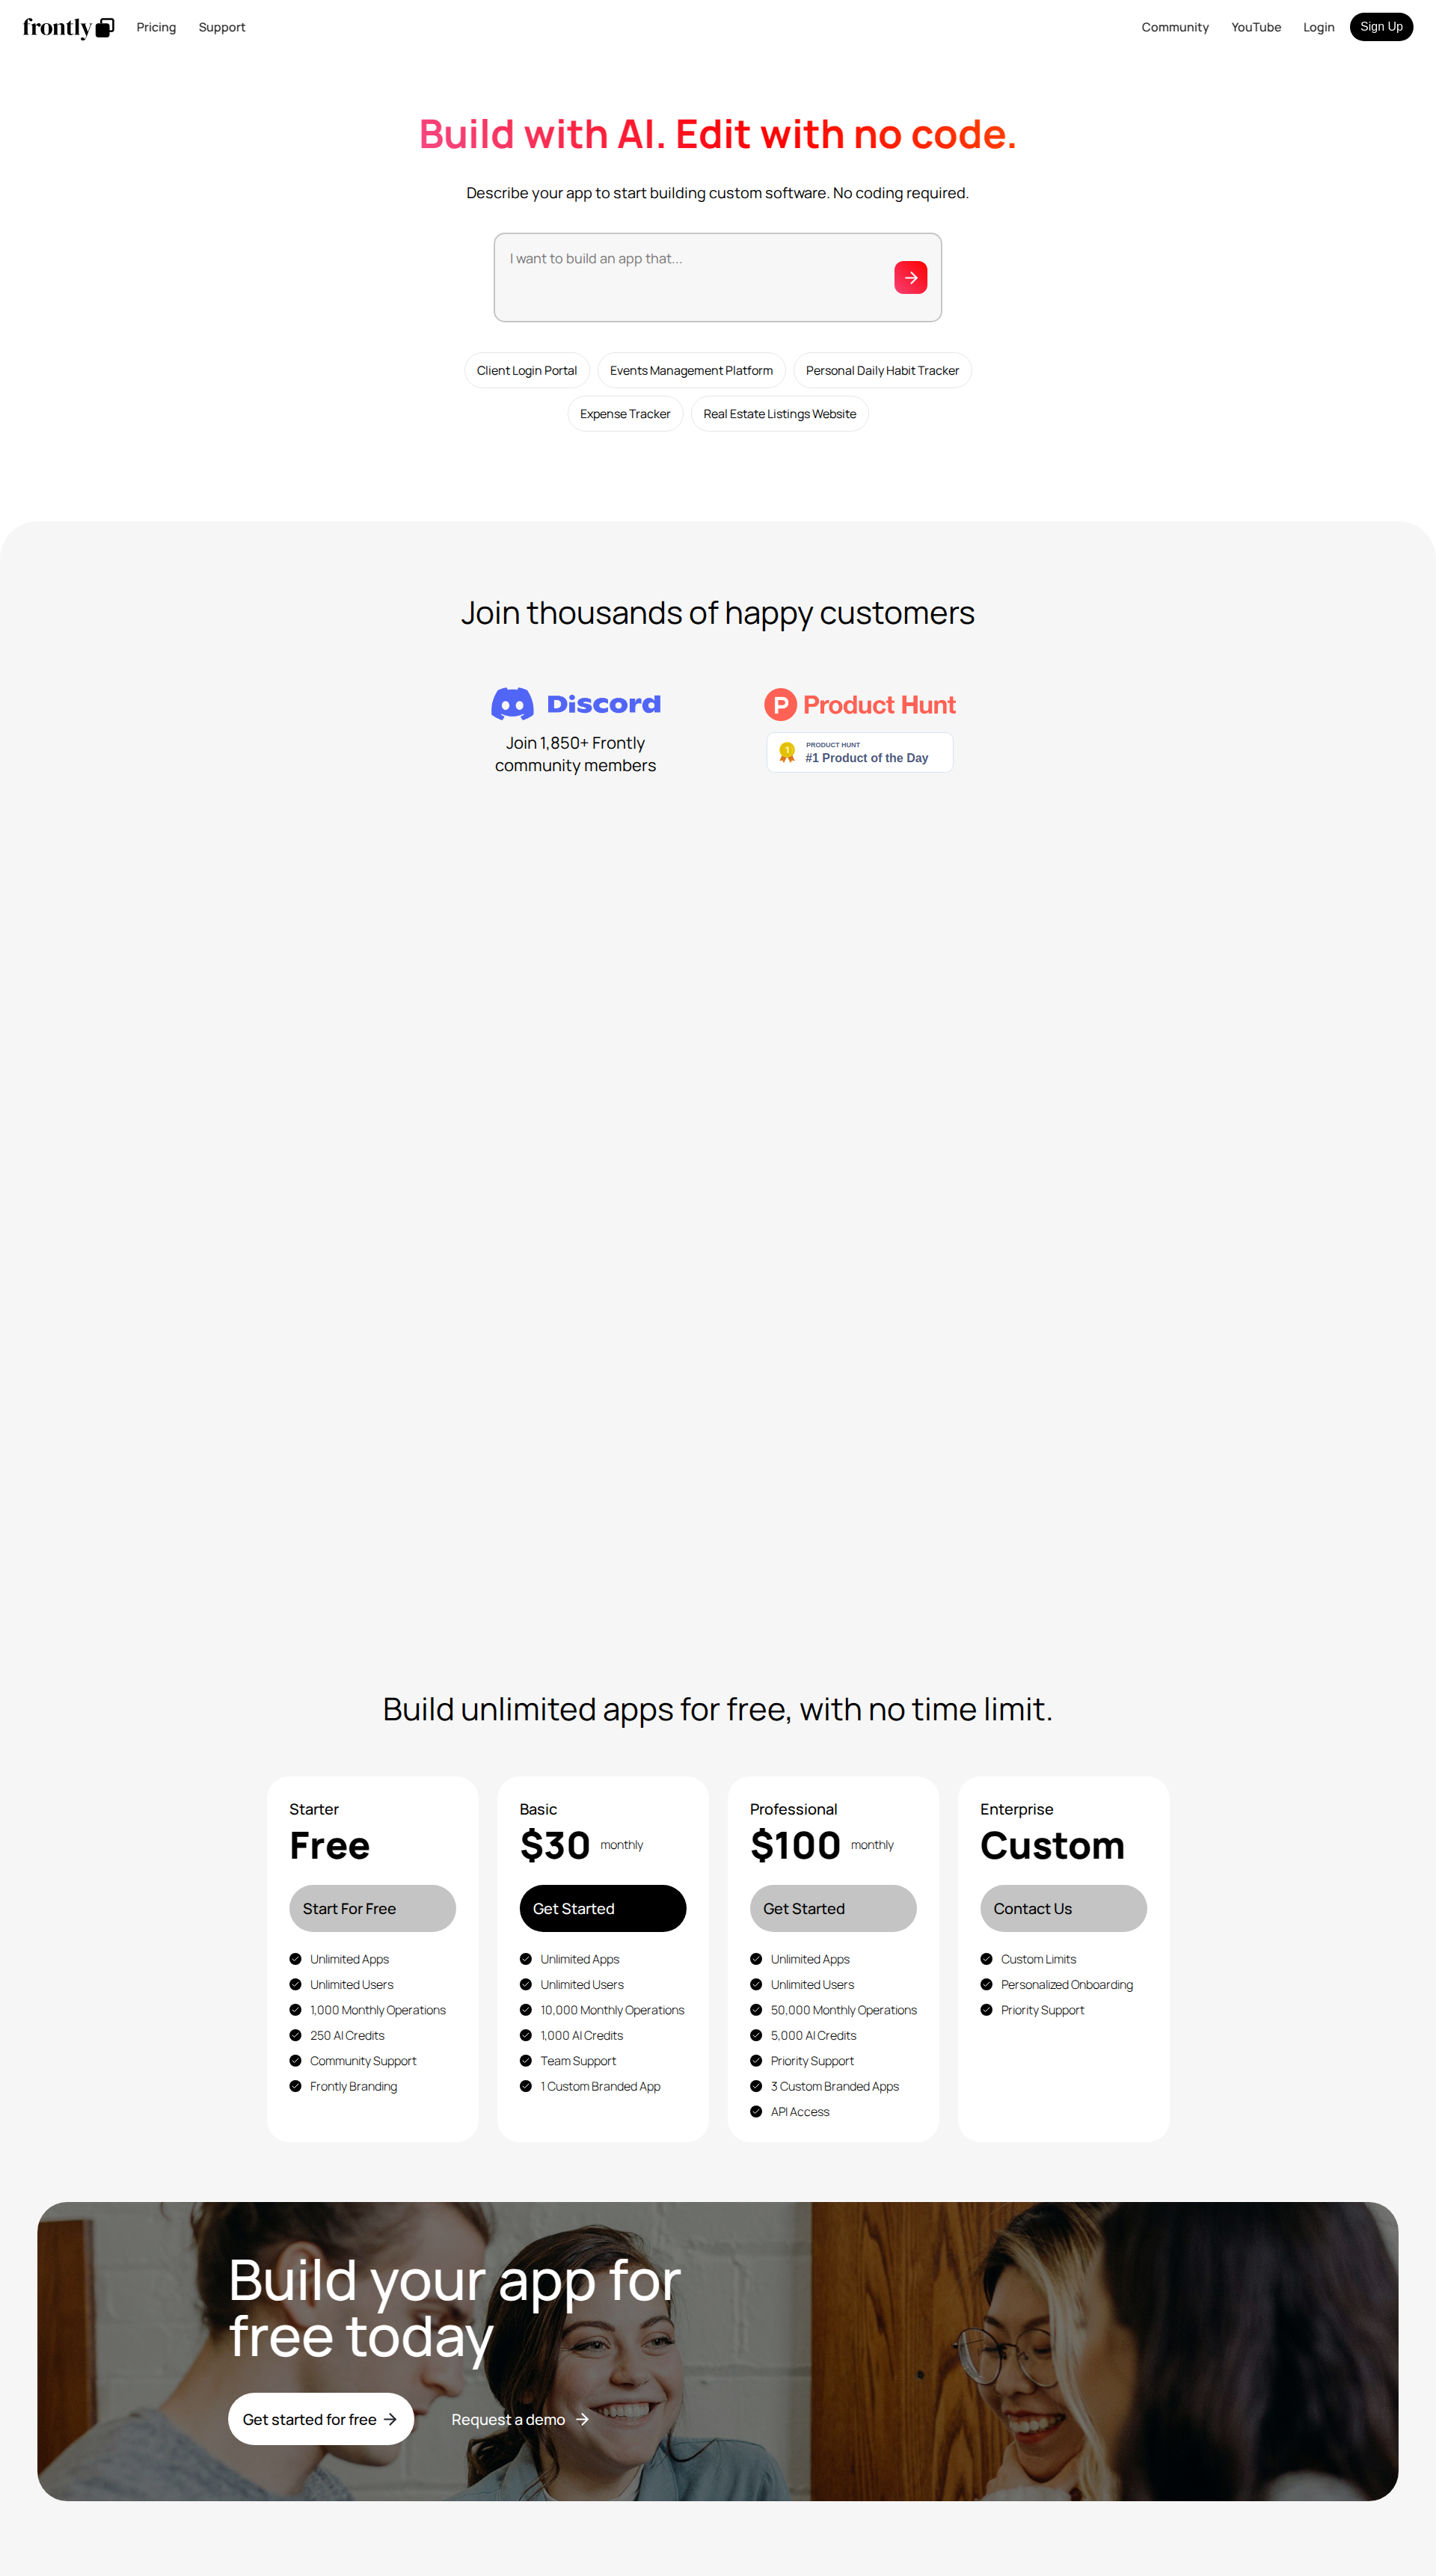 frontly
Pricing
Support
Community
YouTube
Login
Sign Up
Build with AI. Edit with no code.
Describe your app to start building custom software. No coding required.
I want to build an app that...
Client Login Portal
Events Management Platform
Personal Daily Habit Tracker
Expense Tracker
Real Estate Listings Website
Join thousands of happy customers
Discord
Join 1,850+ Frontly
community members
P Product Hunt
1
PRODUCT HUNT
#1 Product of the Day
Build unlimited apps for free, with no time limit.
Starter
Free
Start For Free
Unlimited Apps
Unlimited Users
1,000 Monthly Operations
250 AI Credits
Community Support
Frontly Branding
Basic
$30 monthly
Get Started
Unlimited Apps
Unlimited Users
10,000 Monthly Operations
1,000 AI Credits
Team Support
1 Custom Branded App
Professional
$100 monthly
Get Started
Unlimited Apps
Unlimited Users
50,000 Monthly Operations
5,000 AI Credits
Priority Support
3 Custom Branded Apps
API Access
Enterprise
Custom
Contact Us
Custom Limits
Personalized Onboarding
Priority Support
Build your app for
free today
Get started for free
Request a demo